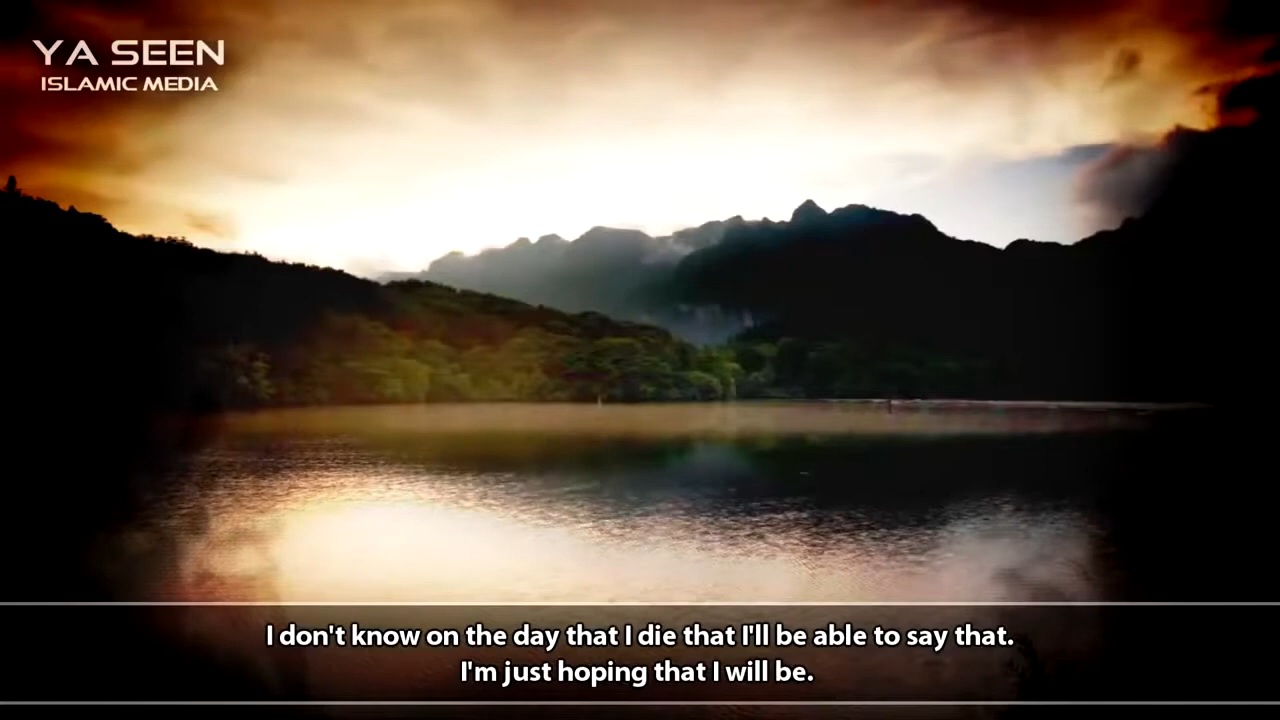 YA SEEN
ISLAMIC MEDIA
I don't know on the day that I die that I'll be able to say that.
I'm just hoping that I will be.